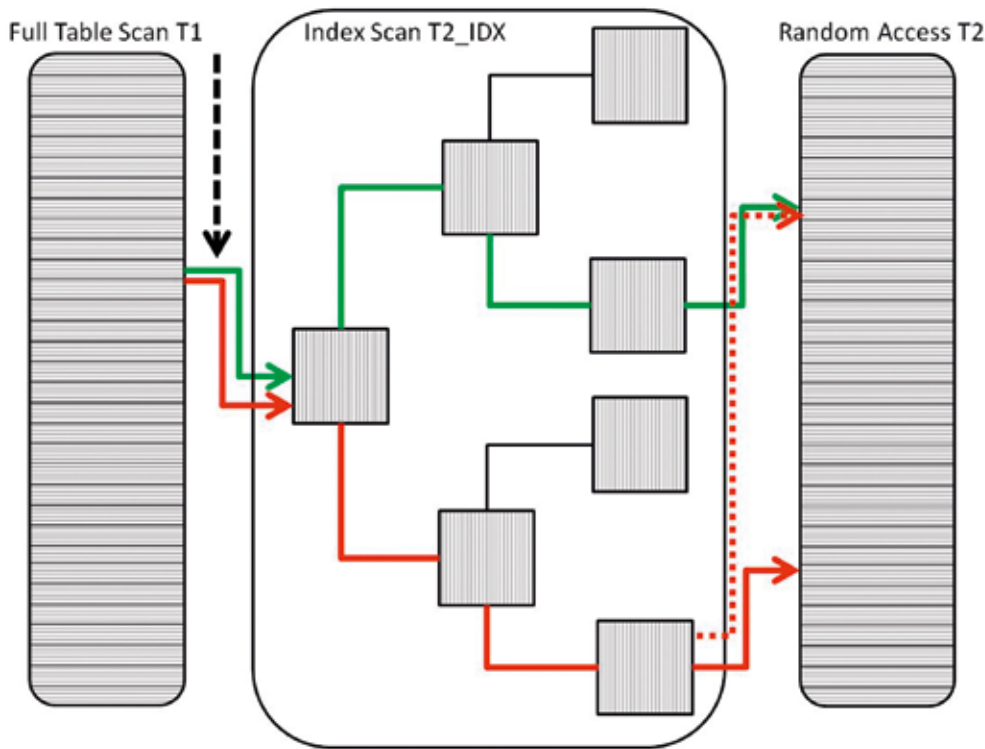 Full Table Scan T1
Index Scan T2_IDX
Random Access T2